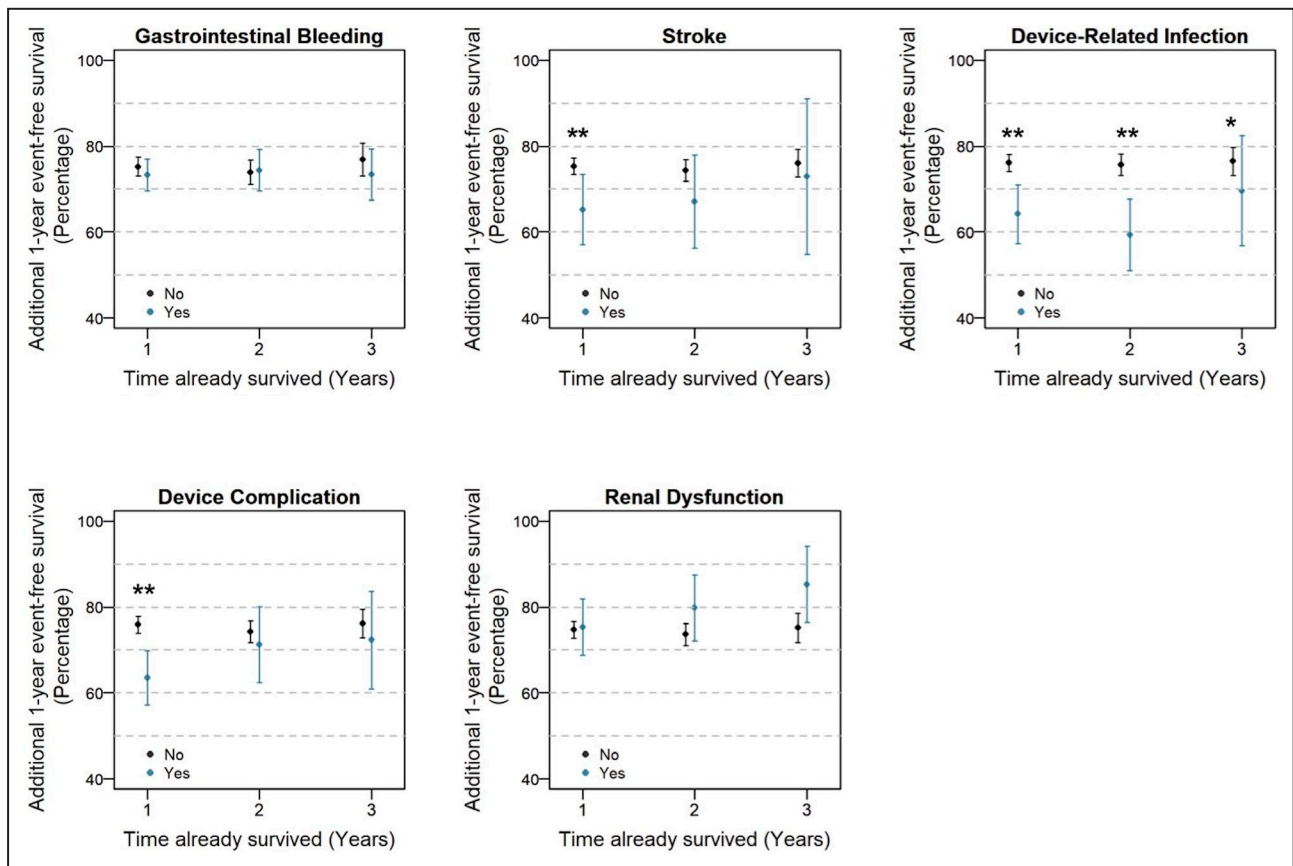 Gastrointestinal Bleeding
Additional 1-year event-free survival
(Percentage)
100
80
60
40
No
Yes
1 2 3
Time already survived (Years)
Stroke
Additional 1-year event-free survival
(Percentage)
100
80
60
40
**
No
Yes
1 2 3
Time already survived (Years)
Device-Related Infection
Additional 1-year event-free survival
(Percentage)
100
80
60
40
** ** *
No
Yes
1 2 3
Time already survived (Years)
Device Complication
Additional 1-year event-free survival
(Percentage)
100
80
60
40
**
No
Yes
1 2 3
Time already survived (Years)
Renal Dysfunction
Additional 1-year event-free survival
(Percentage)
100
80
60
40
No
Yes
1 2 3
Time already survived (Years)